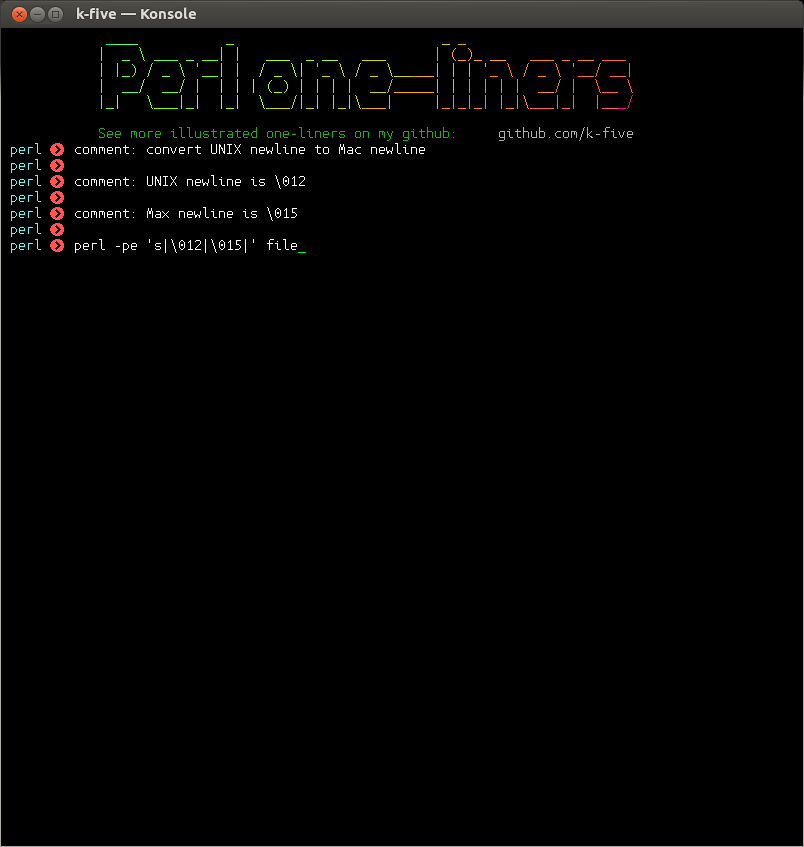 k-five — Konsole
Perl one-liners
See more illustrated one-liners on my github: github.com/k-five
perl comment: convert UNIX newline to Mac newline
perl
perl comment: UNIX newline is \012
perl
perl comment: Max newline is \015
perl
perl perl -pe 's|\012|\015|' file_